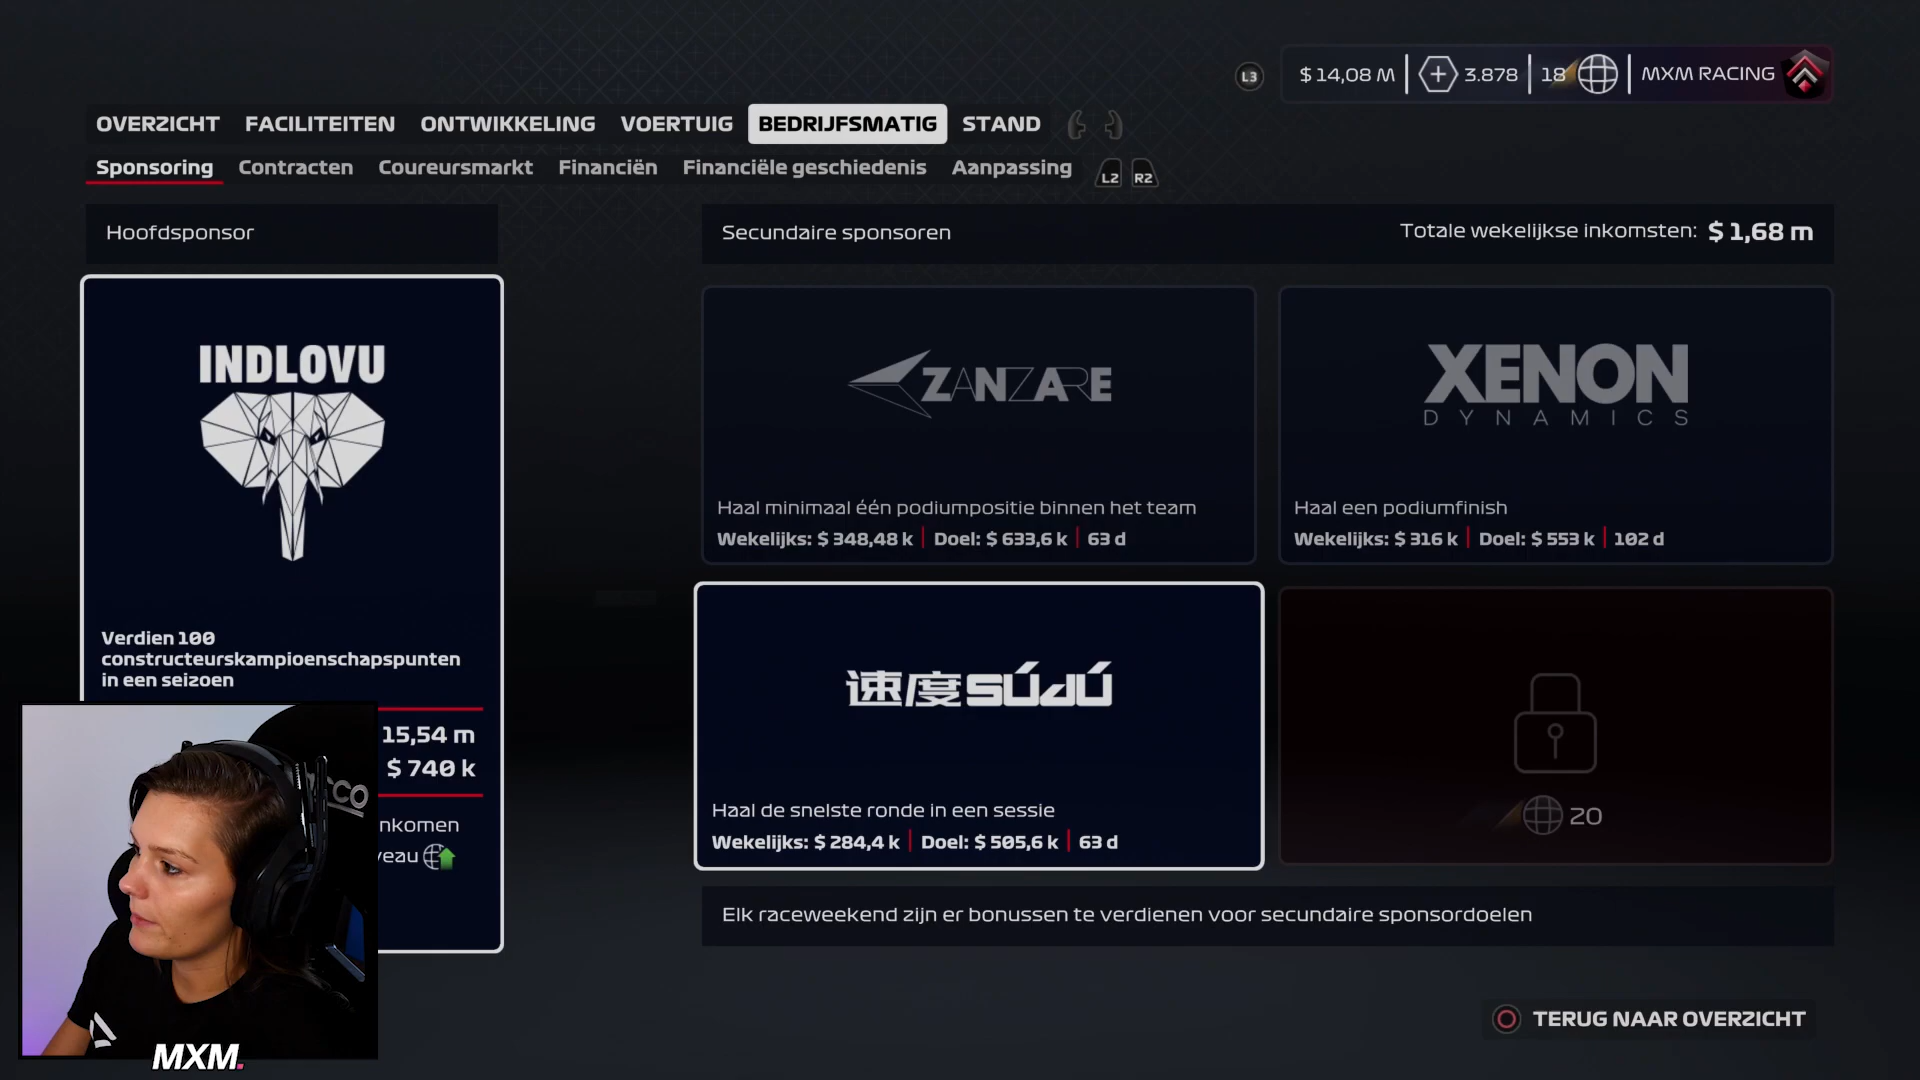 L3
$ 14,08 M
3.878
18
MXM RACING
OVERZICHT
FACILITEITEN
ONTWIKKELING
VOERTUIG
BEDRIJFSMATIG
STAND
Sponsoring
Contracten
Coureursmarkt
Financiën
Financiële geschiedenis
Aanpassing
L2
R2
Hoofdsponsor
Secundaire sponsoren
Totale wekelijkse inkomsten: $ 1,68 m
INDLOVU
Verdien 100
constructeurskampioenschapspunten
in een seizoen
15,54 m
$ 740 k
nkomen
ZANZARE
Haal minimaal één podiumpositie binnen het team
Wekelijks: $ 348,48 k | Doel: $ 633,6 k | 63 d
XENON
DYNAMICS
Haal een podiumfinish
Wekelijks: $ 316 k | Doel: $ 553 k | 102 d
速度SÚDÚ
Haal de snelste ronde in een sessie
Wekelijks: $ 284,4 k | Doel: $ 505,6 k | 63 d
20
Elk raceweekend zijn er bonussen te verdienen voor secundaire sponsordoelen
TERUG NAAR OVERZICHT
MXM.